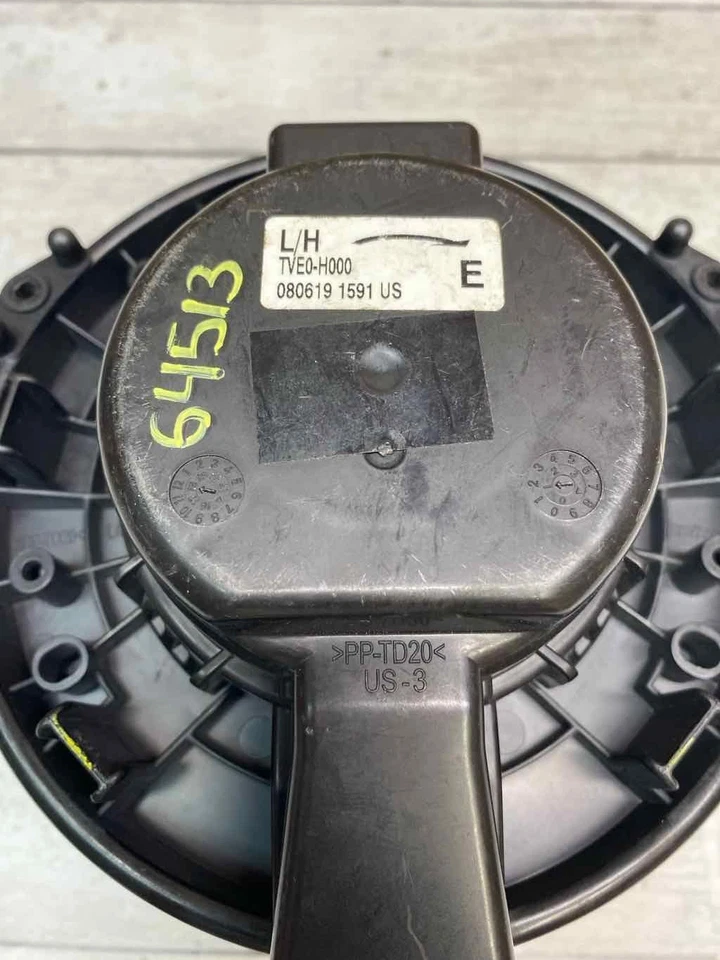 L/H
TVE0-H000
E
080619 1591 US
64513
>PP-TD20<
US-3